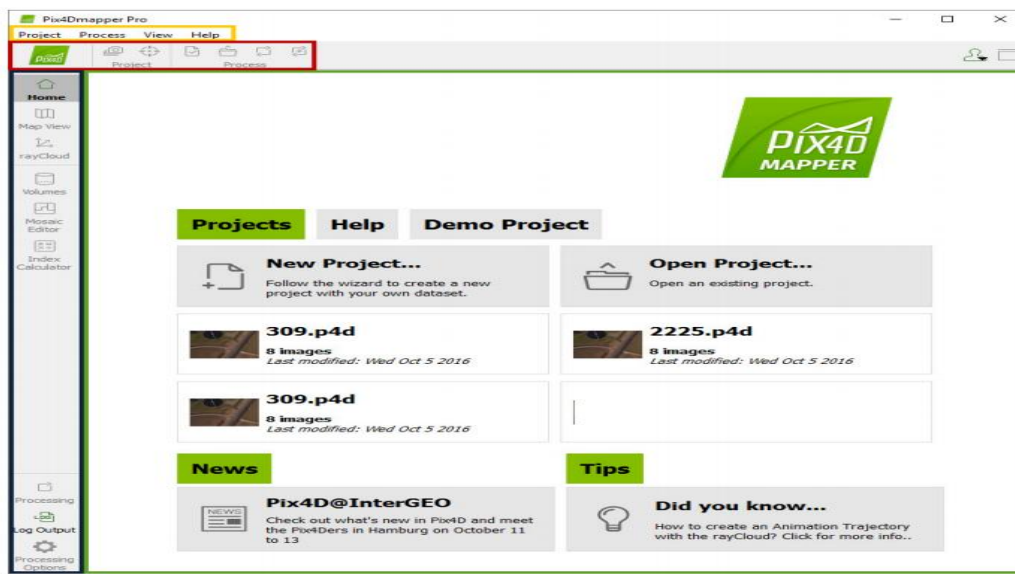 Pix4Dmapper Pro
Project Process View Help
PIX4D
Project
Process
Home
Map View
rayCloud
Volumes
Mosaic
Editor
Index
Calculator
PIX4D
MAPPER
Projects
Help
Demo Project
New Project...
Follow the wizard to create a new
project with your own dataset.
Open Project...
Open an existing project.
309.p4d
8 images
Last modified: Wed Oct 5 2016
2225.p4d
8 images
Last modified: Wed Oct 5 2016
309.p4d
8 images
Last modified: Wed Oct 5 2016
News
Tips
NEWS
Pix4D@InterGEO
Check out what's new in Pix4D and meet
the Pix4Ders in Hamburg on October 11
to 13
Did you know...
How to create an Animation Trajectory
with the rayCloud? Click for more info..
Processing
Log Output
Processing
Options